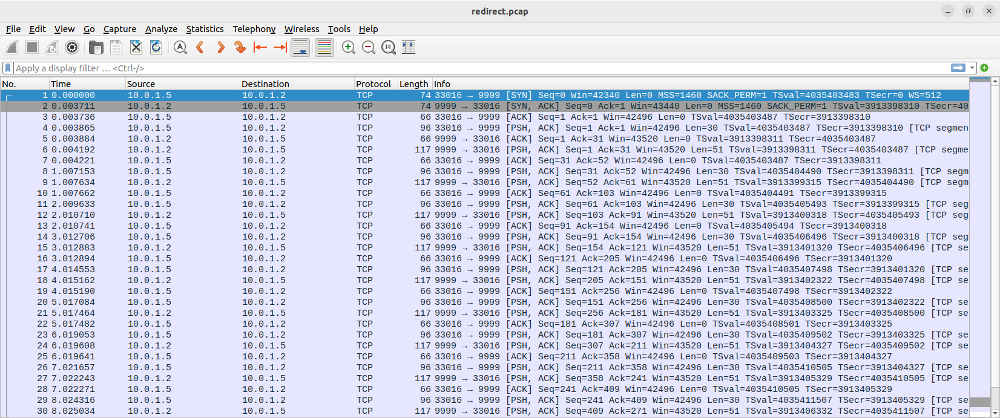 redirect.pcap
File Edit View Go Capture Analyze Statistics Telephony Wireless Tools Help
Apply a display filter … <Ctrl-/>
No. Time Source Destination Protocol Length Info
1 0.000000 10.0.1.5 10.0.1.2 TCP 74 33016 → 9999 [SYN] Seq=0 Win=42340 Len=0 MSS=1460 SACK_PERM=1 TSval=4035403483 TSecr=0 WS=512
2 0.003711 10.0.1.2 10.0.1.5 TCP 74 9999 → 33016 [SYN, ACK] Seq=0 Ack=1 Win=43440 Len=0 MSS=1460 SACK_PERM=1 TSval=3913398310 TSecr=40
3 0.003736 10.0.1.5 10.0.1.2 TCP 66 33016 → 9999 [ACK] Seq=1 Ack=1 Win=42496 Len=0 TSval=4035403487 TSecr=3913398310
4 0.003865 10.0.1.5 10.0.1.2 TCP 96 33016 → 9999 [PSH, ACK] Seq=1 Ack=1 Win=42496 Len=30 TSval=4035403487 TSecr=3913398310 [TCP segmen
5 0.003884 10.0.1.2 10.0.1.5 TCP 66 9999 → 33016 [ACK] Seq=1 Ack=31 Win=43520 Len=0 TSval=3913398311 TSecr=4035403487
6 0.004192 10.0.1.2 10.0.1.5 TCP 117 9999 → 33016 [PSH, ACK] Seq=1 Ack=31 Win=43520 Len=51 TSval=3913398311 TSecr=4035403487 [TCP segme
7 0.004221 10.0.1.5 10.0.1.2 TCP 66 33016 → 9999 [ACK] Seq=31 Ack=52 Win=42496 Len=0 TSval=4035403487 TSecr=3913398311
8 1.007153 10.0.1.5 10.0.1.2 TCP 96 33016 → 9999 [PSH, ACK] Seq=31 Ack=52 Win=42496 Len=30 TSval=4035404490 TSecr=3913398311 [TCP segm
9 1.007634 10.0.1.2 10.0.1.5 TCP 117 9999 → 33016 [PSH, ACK] Seq=52 Ack=61 Win=43520 Len=51 TSval=3913399315 TSecr=4035404490 [TCP segm
10 1.007662 10.0.1.5 10.0.1.2 TCP 66 33016 → 9999 [ACK] Seq=61 Ack=103 Win=42496 Len=0 TSval=4035404491 TSecr=3913399315
11 2.009633 10.0.1.5 10.0.1.2 TCP 96 33016 → 9999 [PSH, ACK] Seq=61 Ack=103 Win=42496 Len=30 TSval=4035405493 TSecr=3913399315 [TCP seg
12 2.010710 10.0.1.2 10.0.1.5 TCP 117 9999 → 33016 [PSH, ACK] Seq=103 Ack=91 Win=43520 Len=51 TSval=3913400318 TSecr=4035405493 [TCP seg
13 2.010741 10.0.1.5 10.0.1.2 TCP 66 33016 → 9999 [ACK] Seq=91 Ack=154 Win=42496 Len=0 TSval=4035405494 TSecr=3913400318
14 3.012706 10.0.1.5 10.0.1.2 TCP 96 33016 → 9999 [PSH, ACK] Seq=91 Ack=154 Win=42496 Len=30 TSval=4035406496 TSecr=3913400318 [TCP seg
15 3.012883 10.0.1.2 10.0.1.5 TCP 117 9999 → 33016 [PSH, ACK] Seq=154 Ack=121 Win=43520 Len=51 TSval=3913401320 TSecr=4035406496 [TCP se
16 3.012894 10.0.1.5 10.0.1.2 TCP 66 33016 → 9999 [ACK] Seq=121 Ack=205 Win=42496 Len=0 TSval=4035406496 TSecr=3913401320
17 4.014553 10.0.1.5 10.0.1.2 TCP 96 33016 → 9999 [PSH, ACK] Seq=121 Ack=205 Win=42496 Len=30 TSval=4035407498 TSecr=3913401320 [TCP se
18 4.015162 10.0.1.2 10.0.1.5 TCP 117 9999 → 33016 [PSH, ACK] Seq=205 Ack=151 Win=43520 Len=51 TSval=3913402322 TSecr=4035407498 [TCP se
19 4.015190 10.0.1.5 10.0.1.2 TCP 66 33016 → 9999 [ACK] Seq=151 Ack=256 Win=42496 Len=0 TSval=4035407498 TSecr=3913402322
20 5.017084 10.0.1.5 10.0.1.2 TCP 96 33016 → 9999 [PSH, ACK] Seq=151 Ack=256 Win=42496 Len=30 TSval=4035408500 TSecr=3913402322 [TCP se
21 5.017464 10.0.1.2 10.0.1.5 TCP 117 9999 → 33016 [PSH, ACK] Seq=256 Ack=181 Win=43520 Len=51 TSval=3913403325 TSecr=4035408500 [TCP se
22 5.017482 10.0.1.5 10.0.1.2 TCP 66 33016 → 9999 [ACK] Seq=181 Ack=307 Win=42496 Len=0 TSval=4035408501 TSecr=3913403325
23 6.019053 10.0.1.5 10.0.1.2 TCP 96 33016 → 9999 [PSH, ACK] Seq=181 Ack=307 Win=42496 Len=30 TSval=4035409502 TSecr=3913403325 [TCP se
24 6.019608 10.0.1.2 10.0.1.5 TCP 117 9999 → 33016 [PSH, ACK] Seq=307 Ack=211 Win=43520 Len=51 TSval=3913404327 TSecr=4035409502 [TCP se
25 6.019641 10.0.1.5 10.0.1.2 TCP 66 33016 → 9999 [ACK] Seq=211 Ack=358 Win=42496 Len=0 TSval=4035409503 TSecr=3913404327
26 7.021657 10.0.1.5 10.0.1.2 TCP 96 33016 → 9999 [PSH, ACK] Seq=211 Ack=358 Win=42496 Len=30 TSval=4035410505 TSecr=3913404327 [TCP se
27 7.022243 10.0.1.2 10.0.1.5 TCP 117 9999 → 33016 [PSH, ACK] Seq=358 Ack=241 Win=43520 Len=51 TSval=3913405329 TSecr=4035410505 [TCP se
28 7.022271 10.0.1.5 10.0.1.2 TCP 66 33016 → 9999 [ACK] Seq=241 Ack=409 Win=42496 Len=0 TSval=4035410505 TSecr=3913405329
29 8.024316 10.0.1.5 10.0.1.2 TCP 96 33016 → 9999 [PSH, ACK] Seq=241 Ack=409 Win=42496 Len=30 TSval=4035411507 TSecr=3913405329 [TCP se
30 8.025034 10.0.1.2 10.0.1.5 TCP 117 9999 → 33016 [PSH, ACK] Seq=409 Ack=271 Win=43520 Len=51 TSval=3913406332 TSecr=4035411507 [TCP se